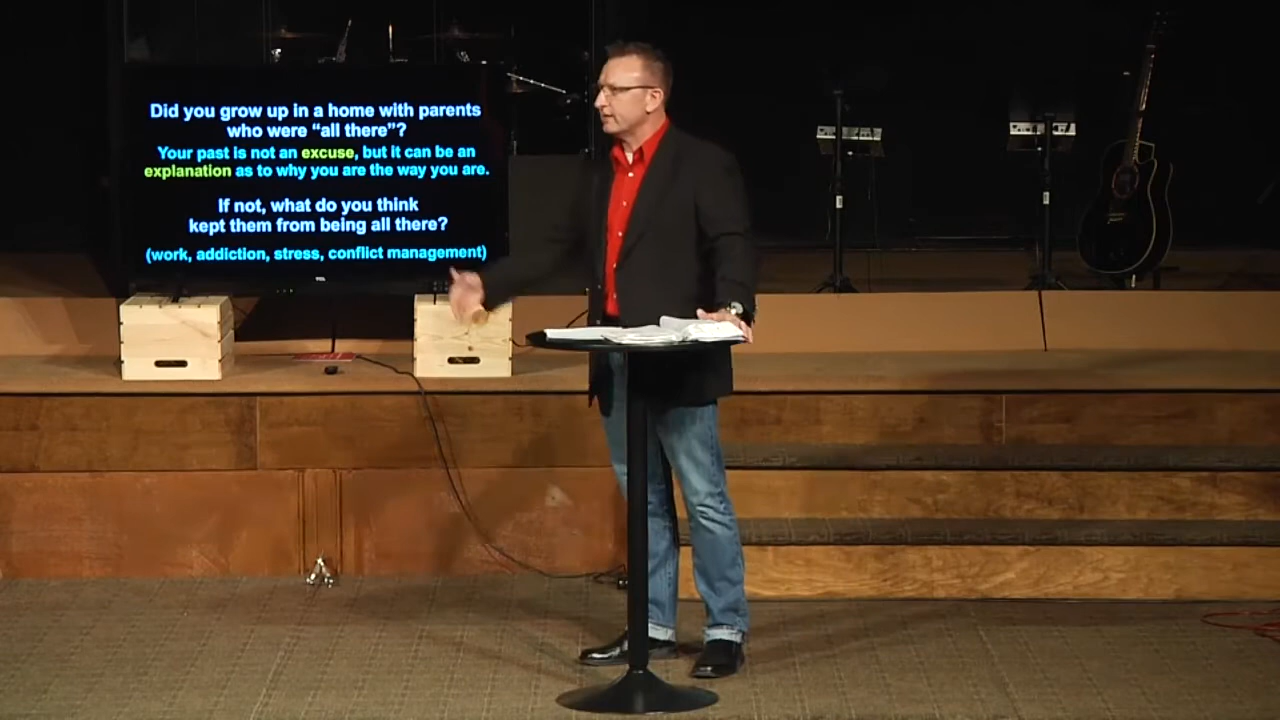 Did you grow up in a home with parents
who were “all there”?
Your past is not an excuse, but it can be an
explanation as to why you are the way you are.
If not, what do you think
kept them from being all there?
(work, addiction, stress, conflict management)
TCL